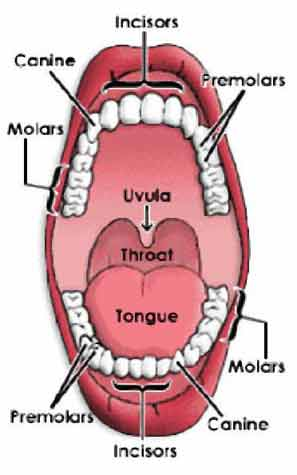 Incisors
Canine
Premolars
Molars
Uvula
Throat
Tongue
Molars
Premolars
Canine
Incisors